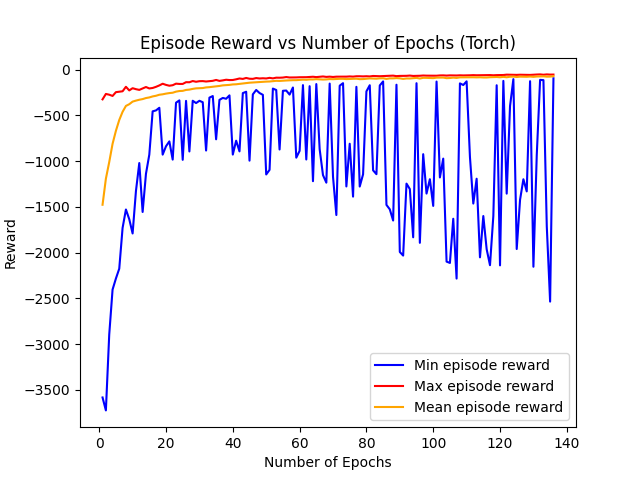 Episode Reward vs Number of Epochs (Torch)
0
−500
−1000
−1500
−2000
−2500
−3000
−3500
Reward
Min episode reward
Max episode reward
Mean episode reward
0 20 40 60 80 100 120 140
Number of Epochs